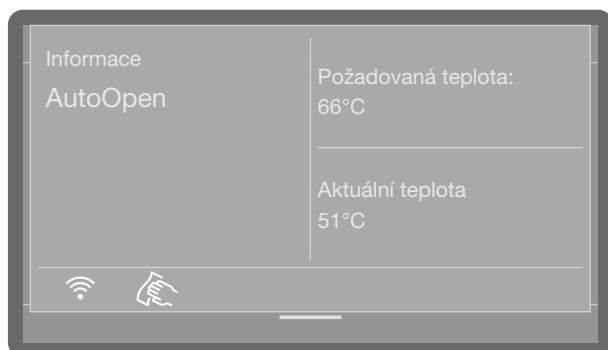 Informace
AutoOpen
Požadovaná teplota:
66°C
Aktuální teplota
51°C